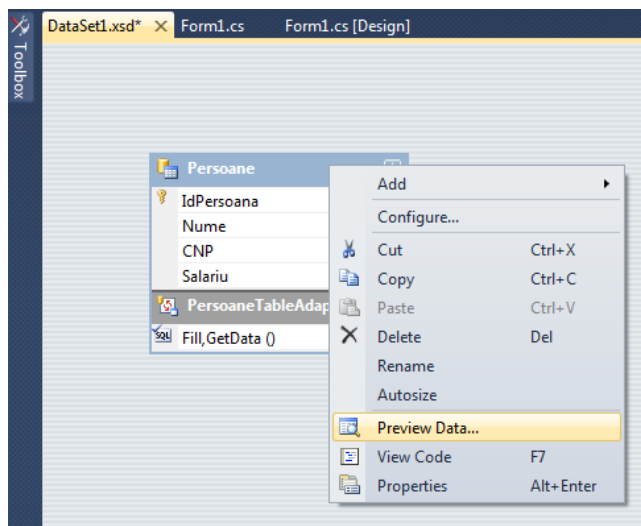 DataSet1.xsd* Form1.cs Form1.cs [Design]
Toolbox
Persoane
IdPersoana
Nume
CNP
Salariu
PersoaneTableAdap
SQL Fill,GetData ()
Add
Configure...
Cut Ctrl+X
Copy Ctrl+C
Paste Ctrl+V
Delete Del
Rename
Autosize
Preview Data...
View Code F7
Properties Alt+Enter